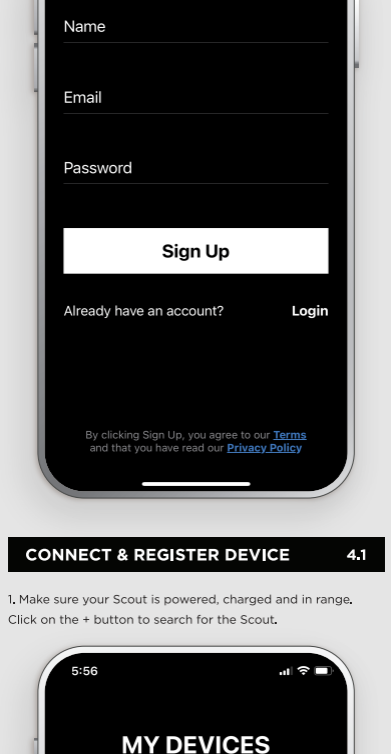 Name
Email
Password
Sign Up
Already have an account? Login
By clicking Sign Up, you agree to our Terms
and that you have read our Privacy Policy
CONNECT & REGISTER DEVICE 4.1
1. Make sure your Scout is powered, charged and in range.
Click on the + button to search for the Scout.
5:56
MY DEVICES